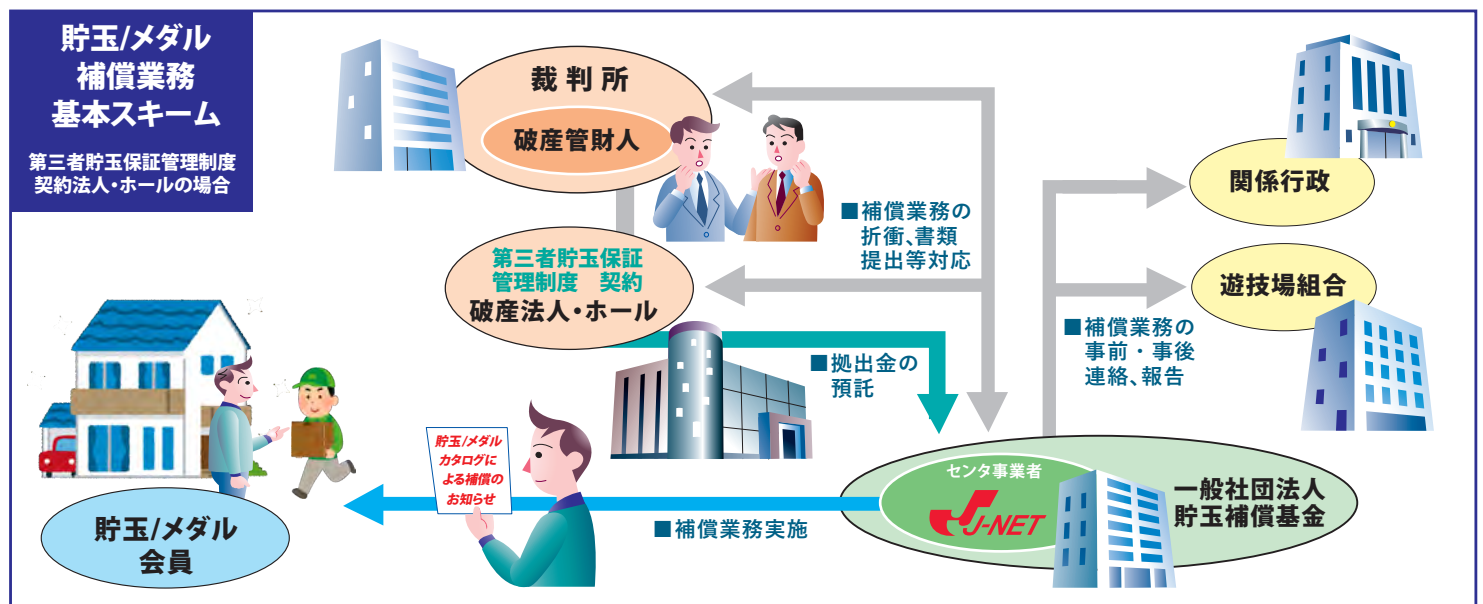 貯玉/メダル
補償業務
基本スキーム
第三者貯玉保証管理制度
契約法人・ホールの場合
裁判所
破産管財人
第三者貯玉保証
管理制度 契約
破産法人・ホール
■補償業務の
折衝、書類
提出等対応
関係行政
遊技場組合
■補償業務の
事前・事後
連絡、報告
■拠出金の
預託
貯玉/メダル
カタログに
よる補償の
お知らせ
センタ事業者
J-NET
一般社団法人
貯玉補償基金
■補償業務実施
貯玉/メダル
会員